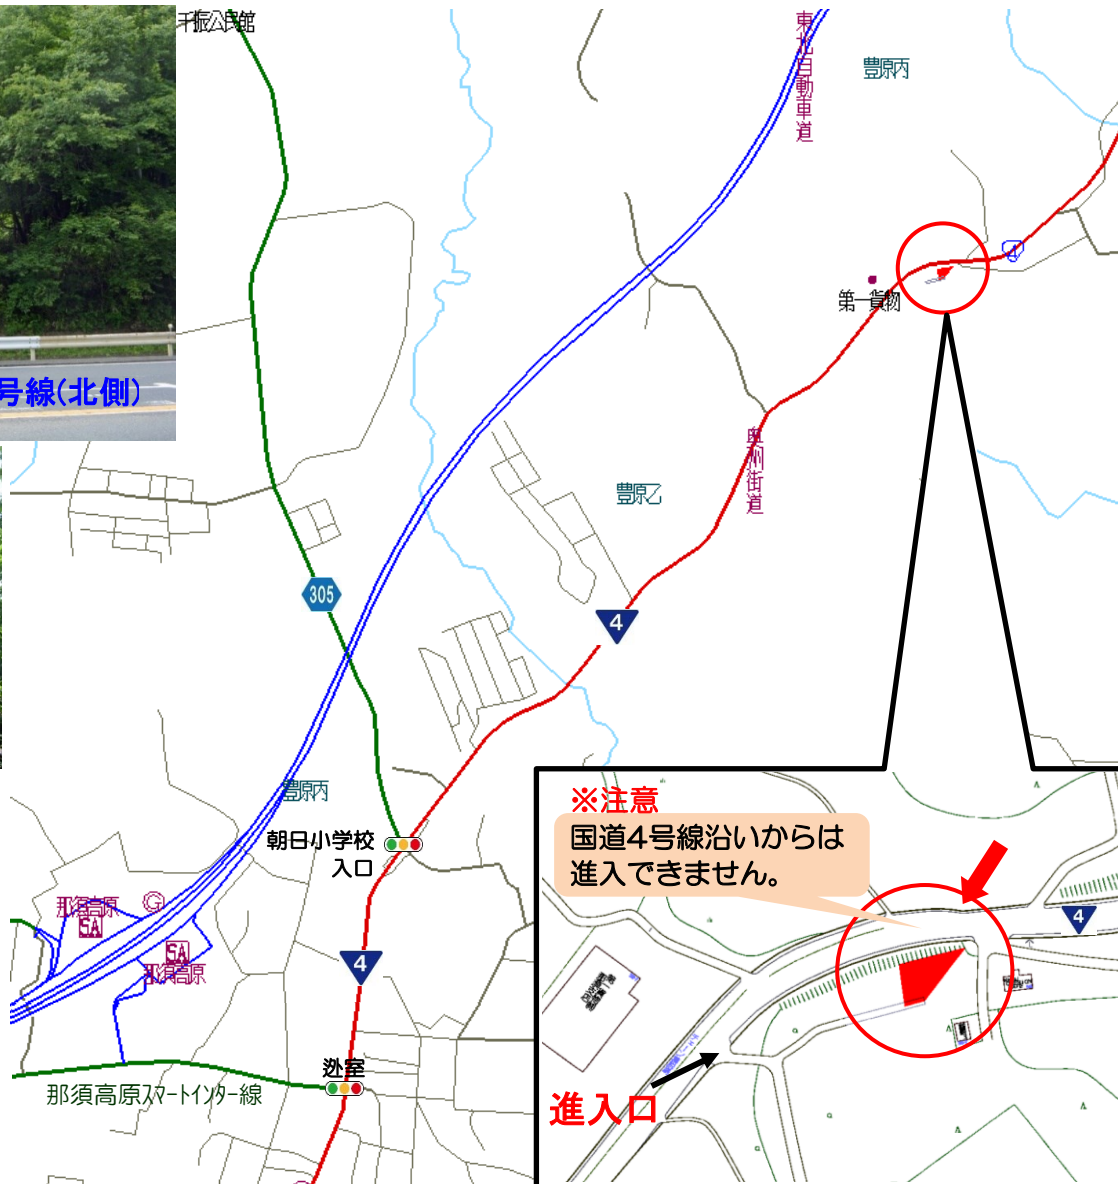 千振公民館
東北自動車道
豊原丙
号線(北側)
4
第一貨物
奥州街道
豊原乙
305
4
豊原丙
朝日小学校
入口
那須高原
SA
G
SA
那須高原
4
逃室
那須高原スマートインター線
※注意
国道4号線沿いからは
進入できません。
4
進入口